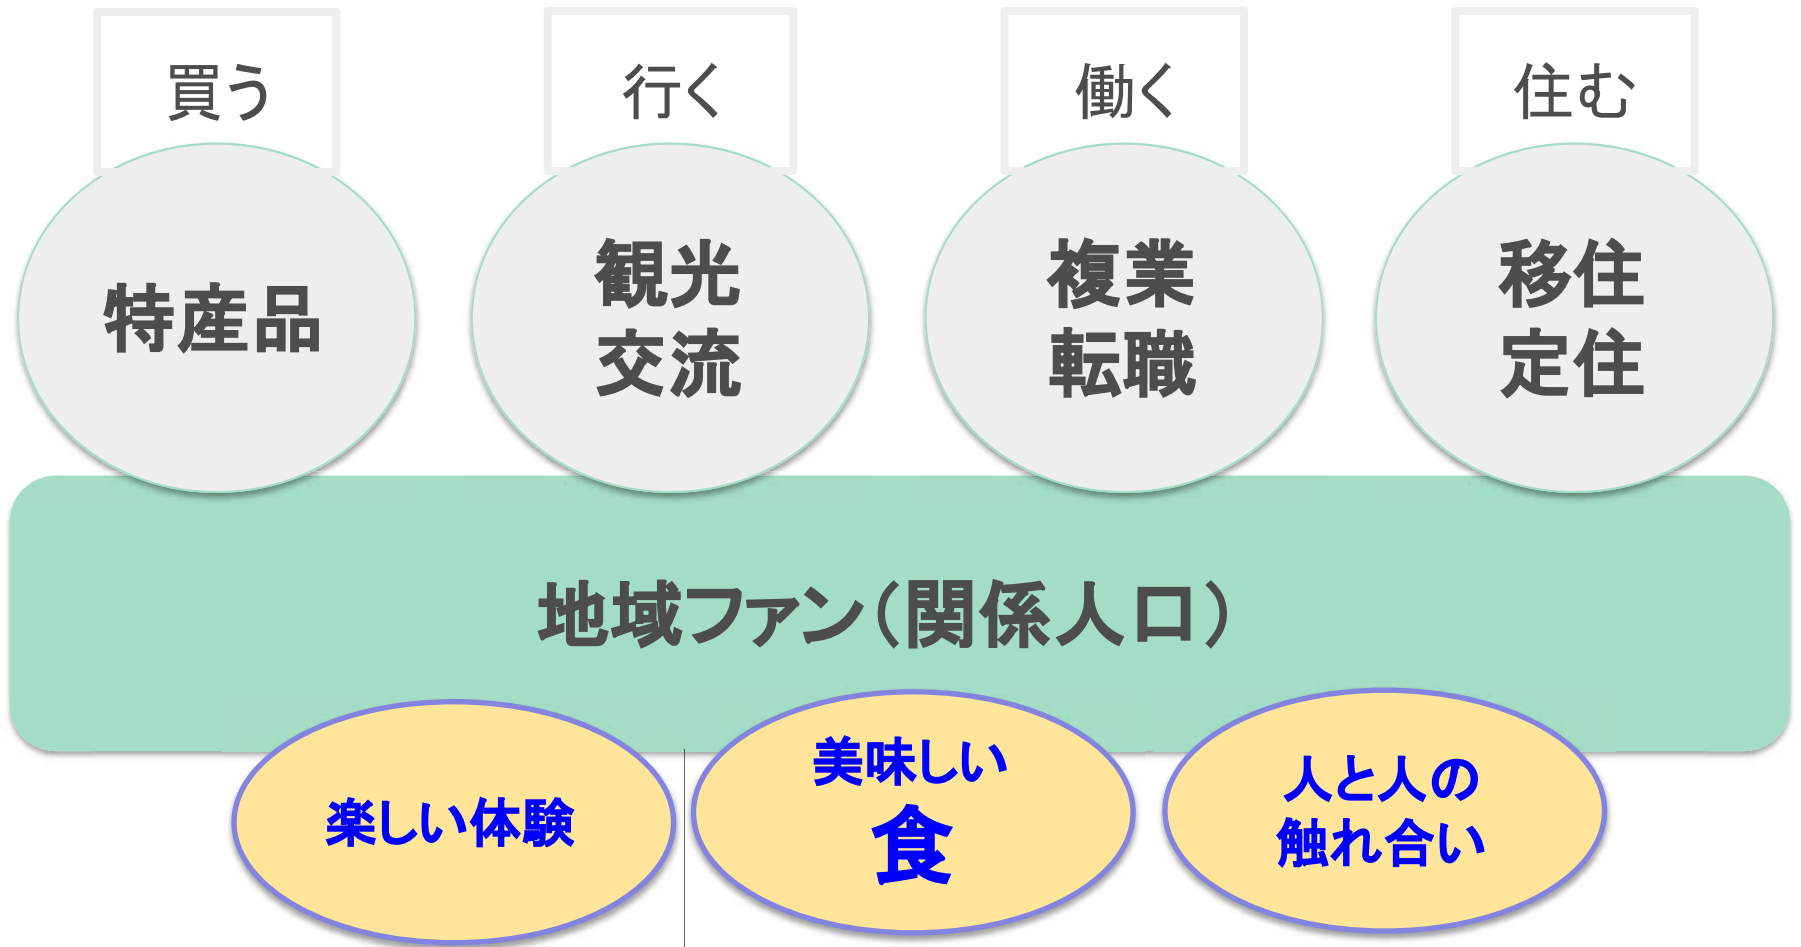 買う
行く
働く
住む
特産品
観光
交流
複業
転職
移住
定住
地域ファン（関係人口）
楽しい体験
美味しい
食
人と人の
触れ合い